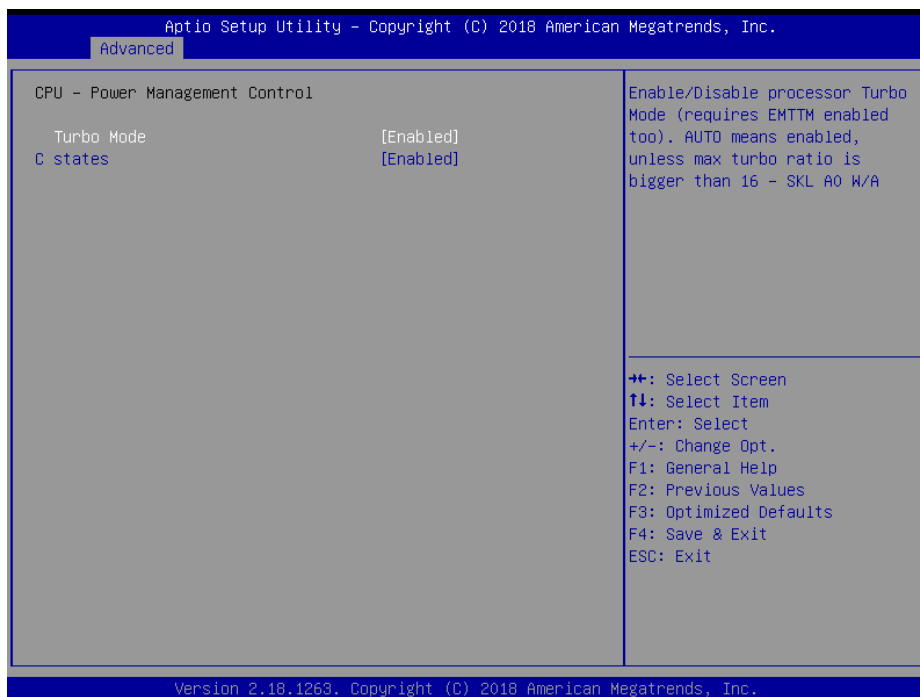 Aptio Setup Utility – Copyright (C) 2018 American Megatrends, Inc.
Advanced
CPU – Power Management Control
Turbo Mode [Enabled]
C states [Enabled]
Enable/Disable processor Turbo
Mode (requires EMTTM enabled
too). AUTO means enabled,
unless max turbo ratio is
bigger than 16 – SKL A0 W/A
→←: Select Screen
↑↓: Select Item
Enter: Select
+/-: Change Opt.
F1: General Help
F2: Previous Values
F3: Optimized Defaults
F4: Save & Exit
ESC: Exit
Version 2.18.1263. Copyright (C) 2018 American Megatrends, Inc.